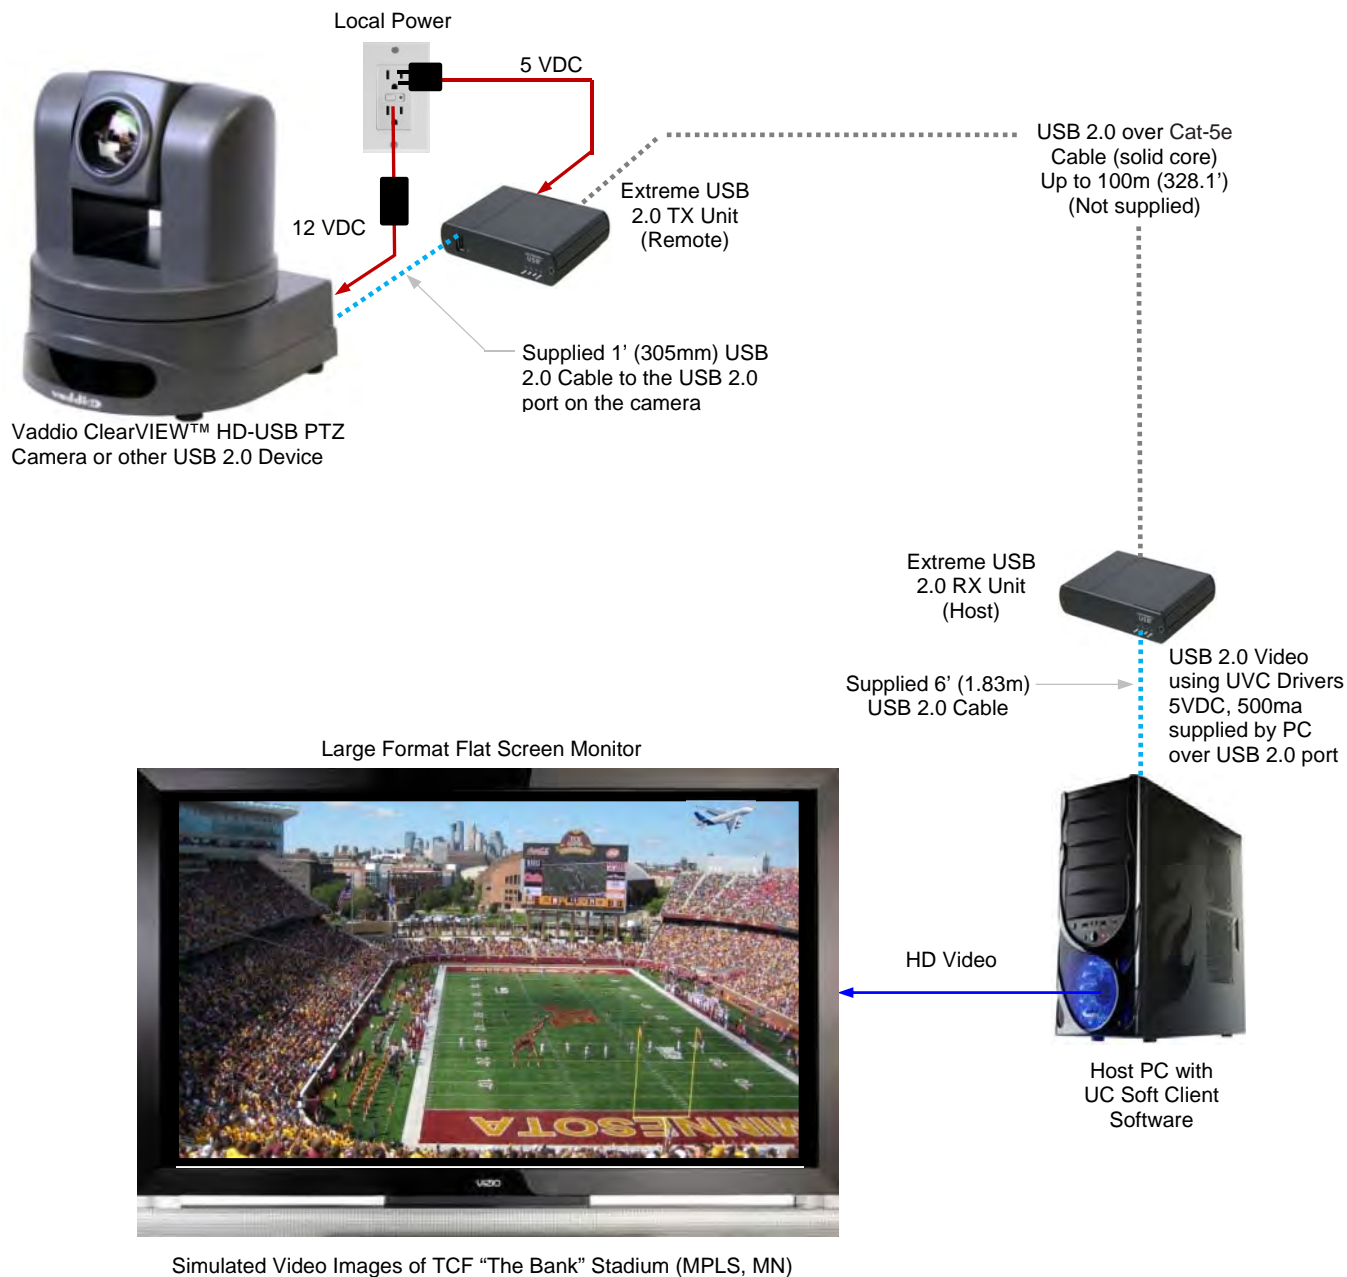 Local Power
5 VDC
12 VDC
Extreme USB
2.0 TX Unit
(Remote)
USB 2.0 over Cat-5e
Cable (solid core)
Up to 100m (328.1’)
(Not supplied)
Supplied 1’ (305mm) USB
2.0 Cable to the USB 2.0
port on the camera
vaddio
Vaddio ClearVIEW™ HD-USB PTZ
Camera or other USB 2.0 Device
USB
Extreme USB
2.0 RX Unit
(Host)
USB
Supplied 6’ (1.83m)
USB 2.0 Cable
USB 2.0 Video
using UVC Drivers
5VDC, 500ma
supplied by PC
over USB 2.0 port
Large Format Flat Screen Monitor
HD Video
MINNESOTA
VIZIO
Host PC with
UC Soft Client
Software
Simulated Video Images of TCF “The Bank” Stadium (MPLS, MN)